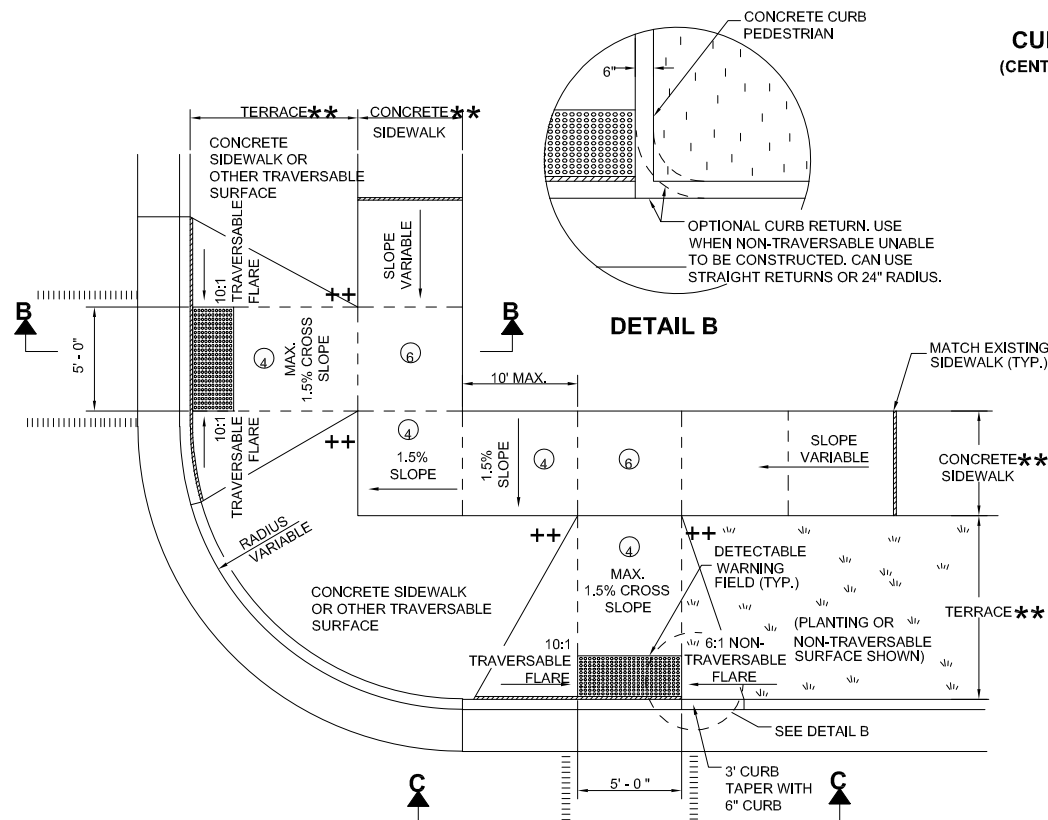 CONCRETE CURB
PEDESTRIAN
6"
TERRACE**
CONCRETE**
SIDEWALK
CONCRETE
SIDEWALK OR
OTHER TRAVERSABLE
SURFACE
OPTIONAL CURB RETURN. USE
WHEN NON-TRAVERSABLE UNABLE
TO BE CONSTRUCTED. CAN USE
STRAIGHT RETURNS OR 24" RADIUS.
DETAIL B
10:1
TRAVERSABLE
FLARE
SLOPE
VARIABLE
++
B
B
5' - 0"
4
MAX.
1.5% CROSS
SLOPE
6
10' MAX.
MATCH EXISTING
SIDEWALK (TYP.)
10:1
TRAVERSABLE
FLARE
++
4
1.5%
SLOPE
1.5%
SLOPE
4
6
SLOPE
VARIABLE
CONCRETE**
SIDEWALK
RADIUS
VARIABLE
++
++
4
MAX.
1.5% CROSS
SLOPE
DETECTABLE
WARNING
FIELD (TYP.)
CONCRETE SIDEWALK
OR OTHER TRAVERSABLE
SURFACE
TERRACE**
(PLANTING OR
NON-TRAVERSABLE
SURFACE SHOWN)
10:1
TRAVERSABLE
FLARE
6:1 NON-
TRAVERSABLE
FLARE
SEE DETAIL B
3' CURB
TAPER WITH
6" CURB
5' - 0 "
C
C
(CENT